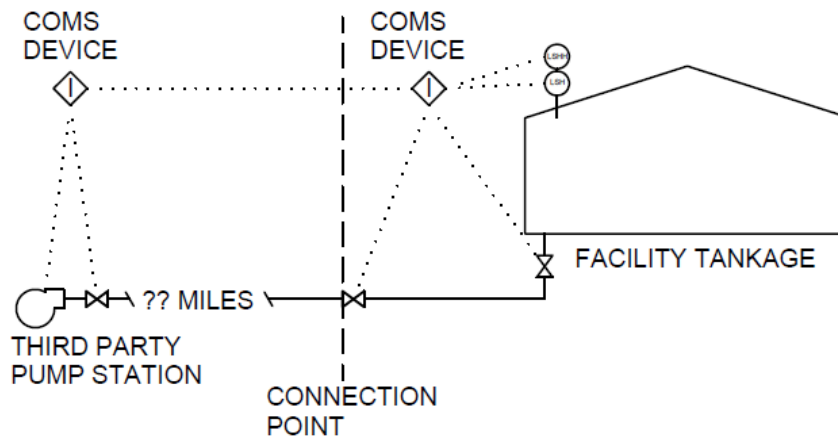 COMS
DEVICE
COMS
DEVICE
I
I
LSHH
LSH
FACILITY TANKAGE
?? MILES
THIRD PARTY
PUMP STATION
CONNECTION
POINT